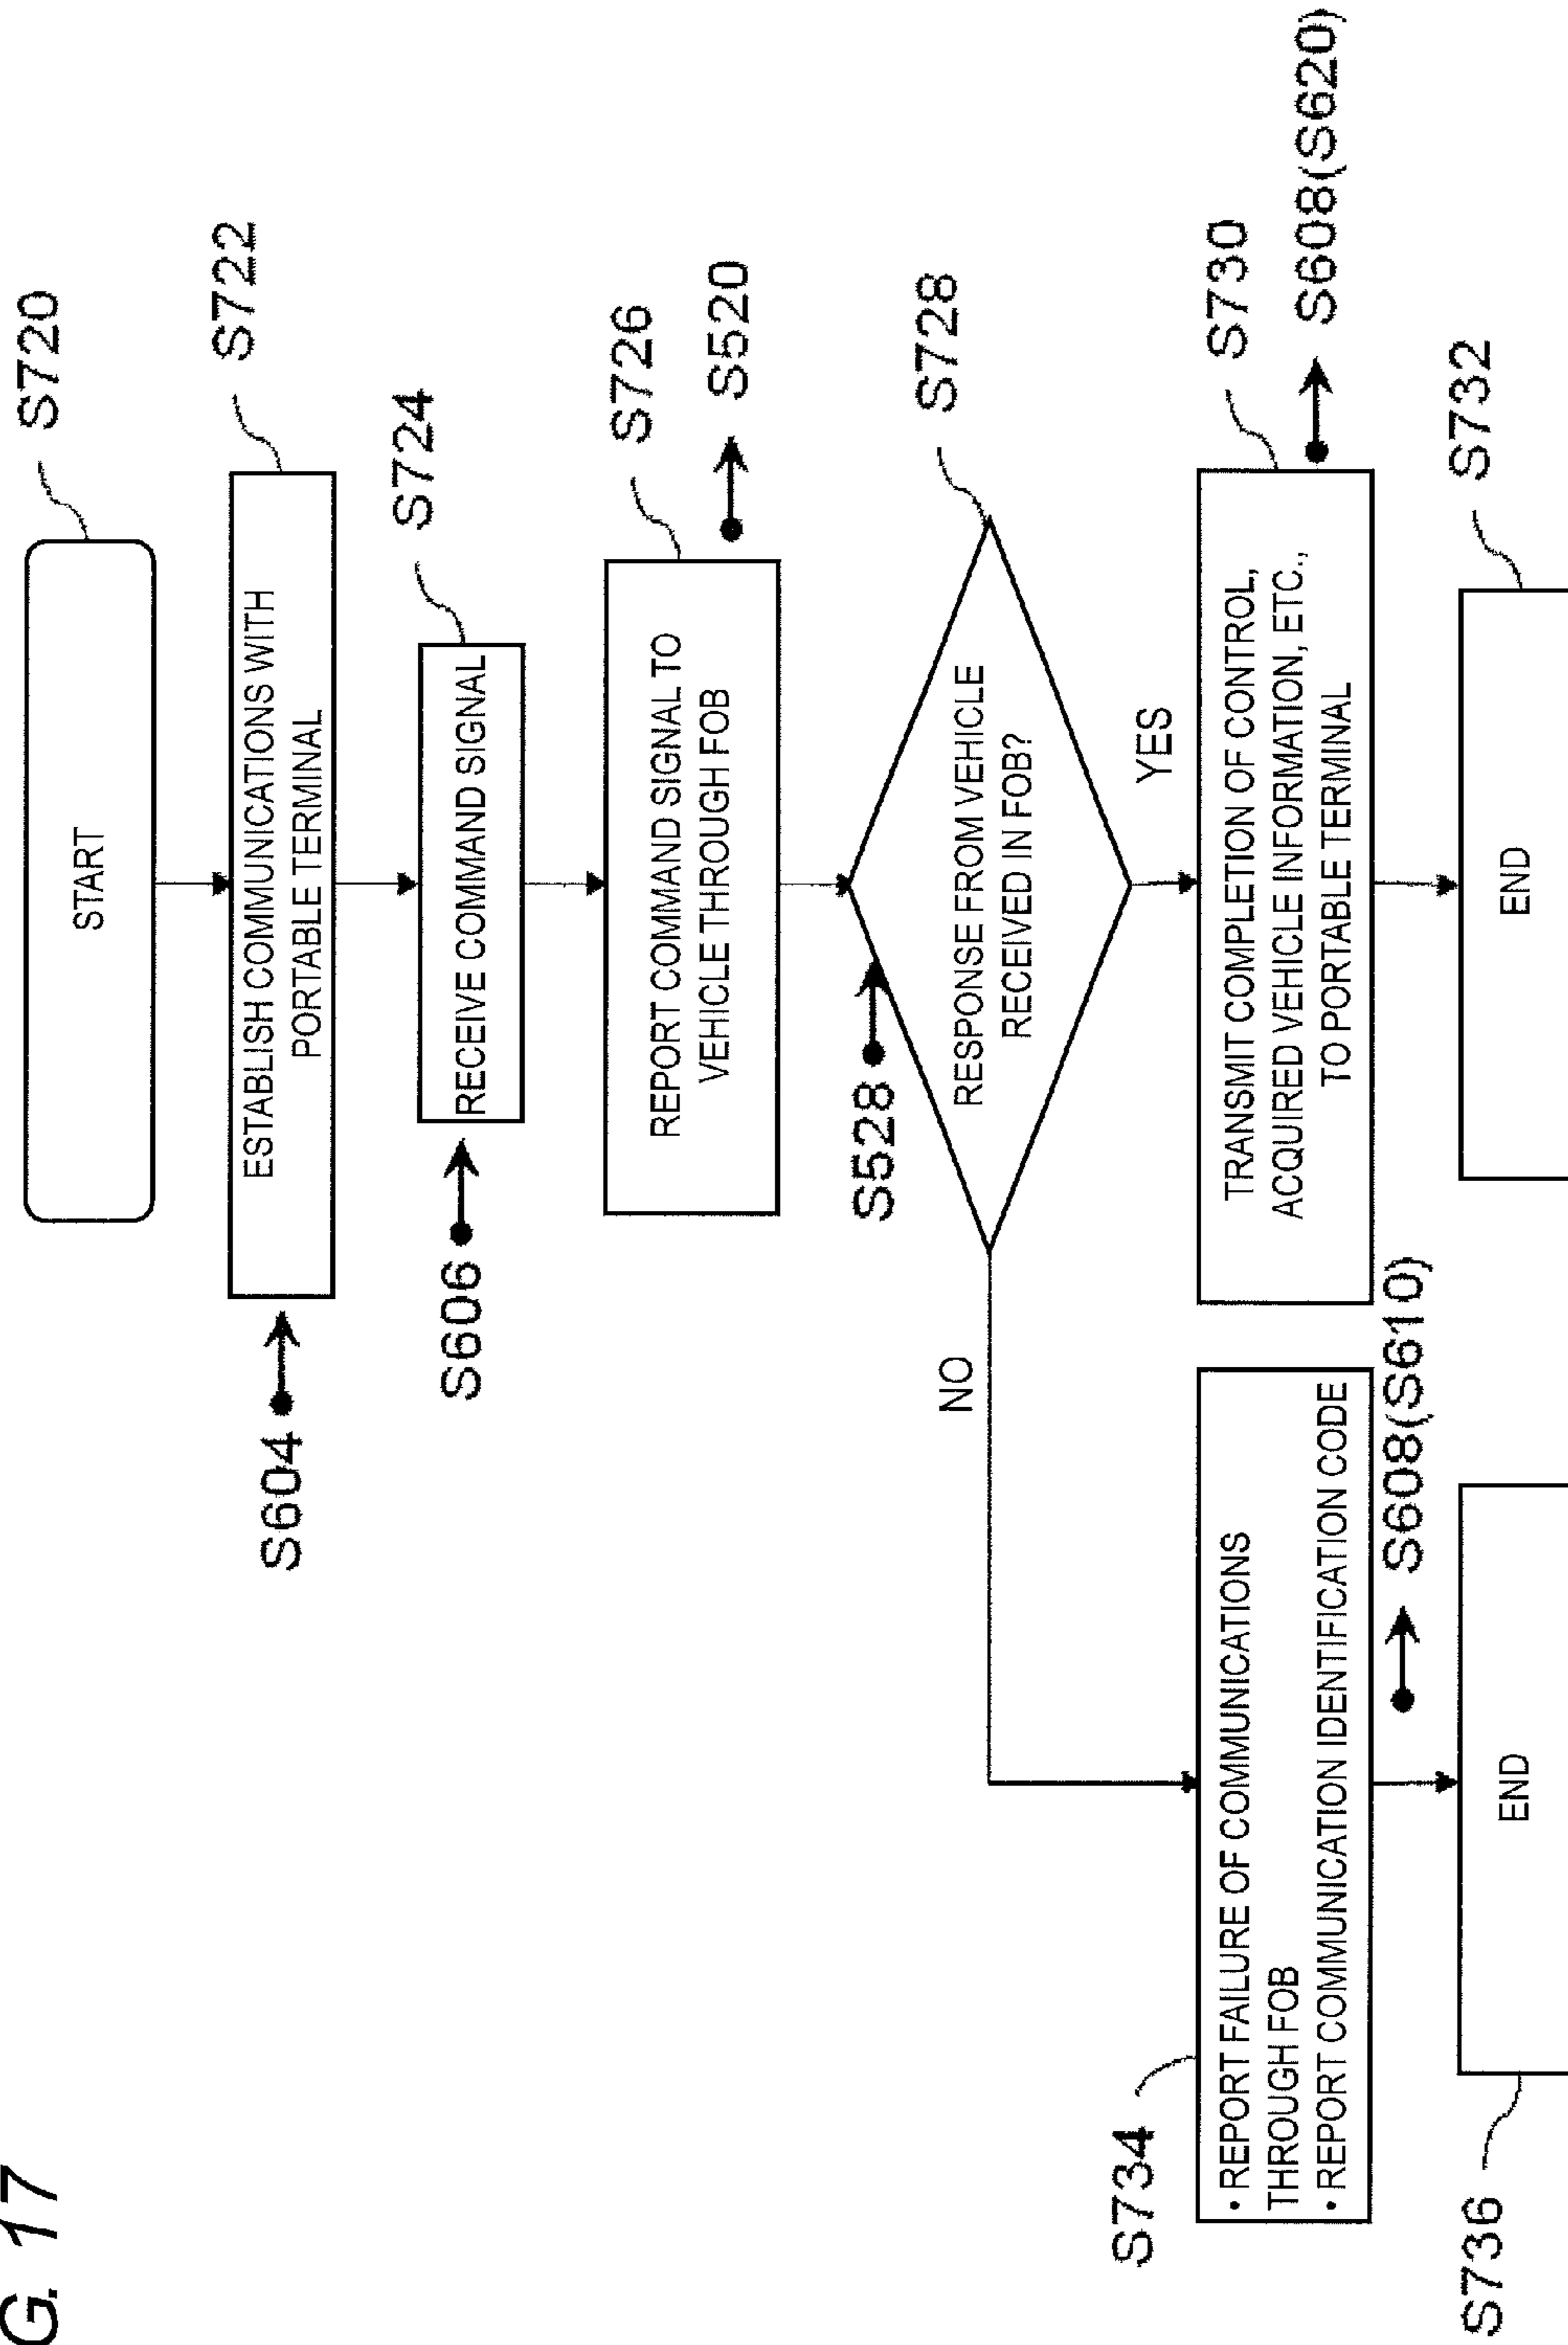 G. 17
START
S720
ESTABLISH COMMUNICATIONS WITH
PORTABLE TERMINAL
S722
S604
RECEIVE COMMAND SIGNAL
S724
S606
REPORT COMMAND SIGNAL TO
VEHICLE THROUGH FOB
S726
S520
S528
RESPONSE FROM VEHICLE
RECEIVED IN FOB?
S728
NO
YES
TRANSMIT COMPLETION OF CONTROL,
ACQUIRED VEHICLE INFORMATION, ETC.,
TO PORTABLE TERMINAL
S730
S608(S620)
END
S732
S734
• REPORT FAILURE OF COMMUNICATIONS
THROUGH FOB
• REPORT COMMUNICATION IDENTIFICATION CODE
S608(S610)
S736
END